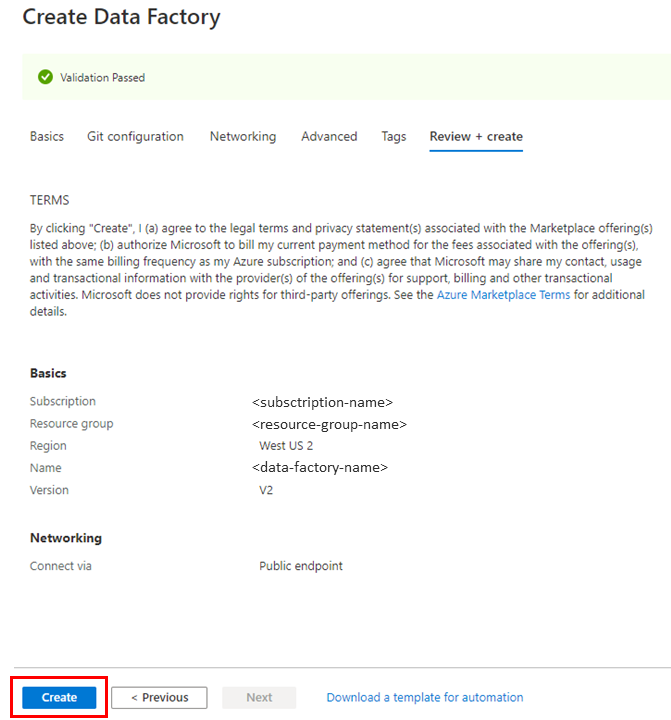 Create Data Factory
Validation Passed
Basics Git configuration Networking Advanced Tags Review + create
TERMS
By clicking "Create", I (a) agree to the legal terms and privacy statement(s) associated with the Marketplace offering(s)
listed above; (b) authorize Microsoft to bill my current payment method for the fees associated with the offering(s),
with the same billing frequency as my Azure subscription; and (c) agree that Microsoft may share my contact, usage
and transactional information with the provider(s) of the offering(s) for support, billing and other transactional
activities. Microsoft does not provide rights for third-party offerings. See the Azure Marketplace Terms for additional
details.
Basics
Subscription <subsctription-name>
Resource group <resource-group-name>
Region West US 2
Name <data-factory-name>
Version V2
Networking
Connect via Public endpoint
Create < Previous Next Download a template for automation